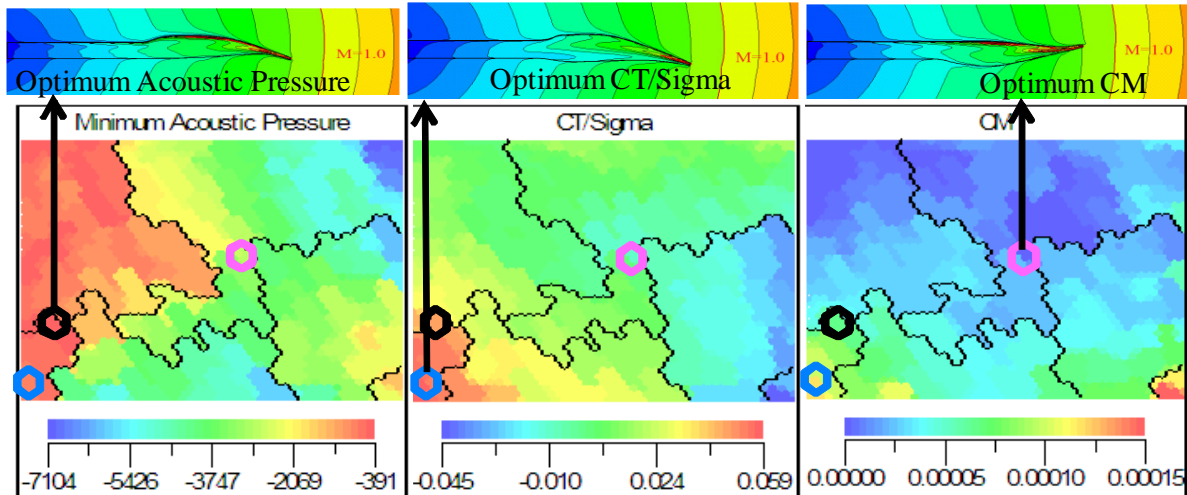 M=1.0
M=1.0
M=1.0
Optimum Acoustic Pressure
Optimum CT/Sigma
Optimum CM
Minimum Acoustic Pressure
CT/Sigma
CM
-7104 -5426 -3747 -2069 -391
-0.045 -0.010 0.024 0.059
0.00000 0.00005 0.00010 0.00015